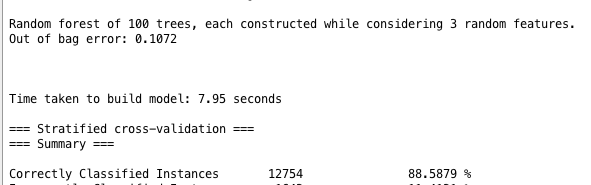 Random forest of 100 trees, each constructed while considering 3 random features.
Out of bag error: 0.1072
Time taken to build model: 7.95 seconds
=== Stratified cross-validation ===
=== Summary ===
Correctly Classified Instances 12754 88.5879 %